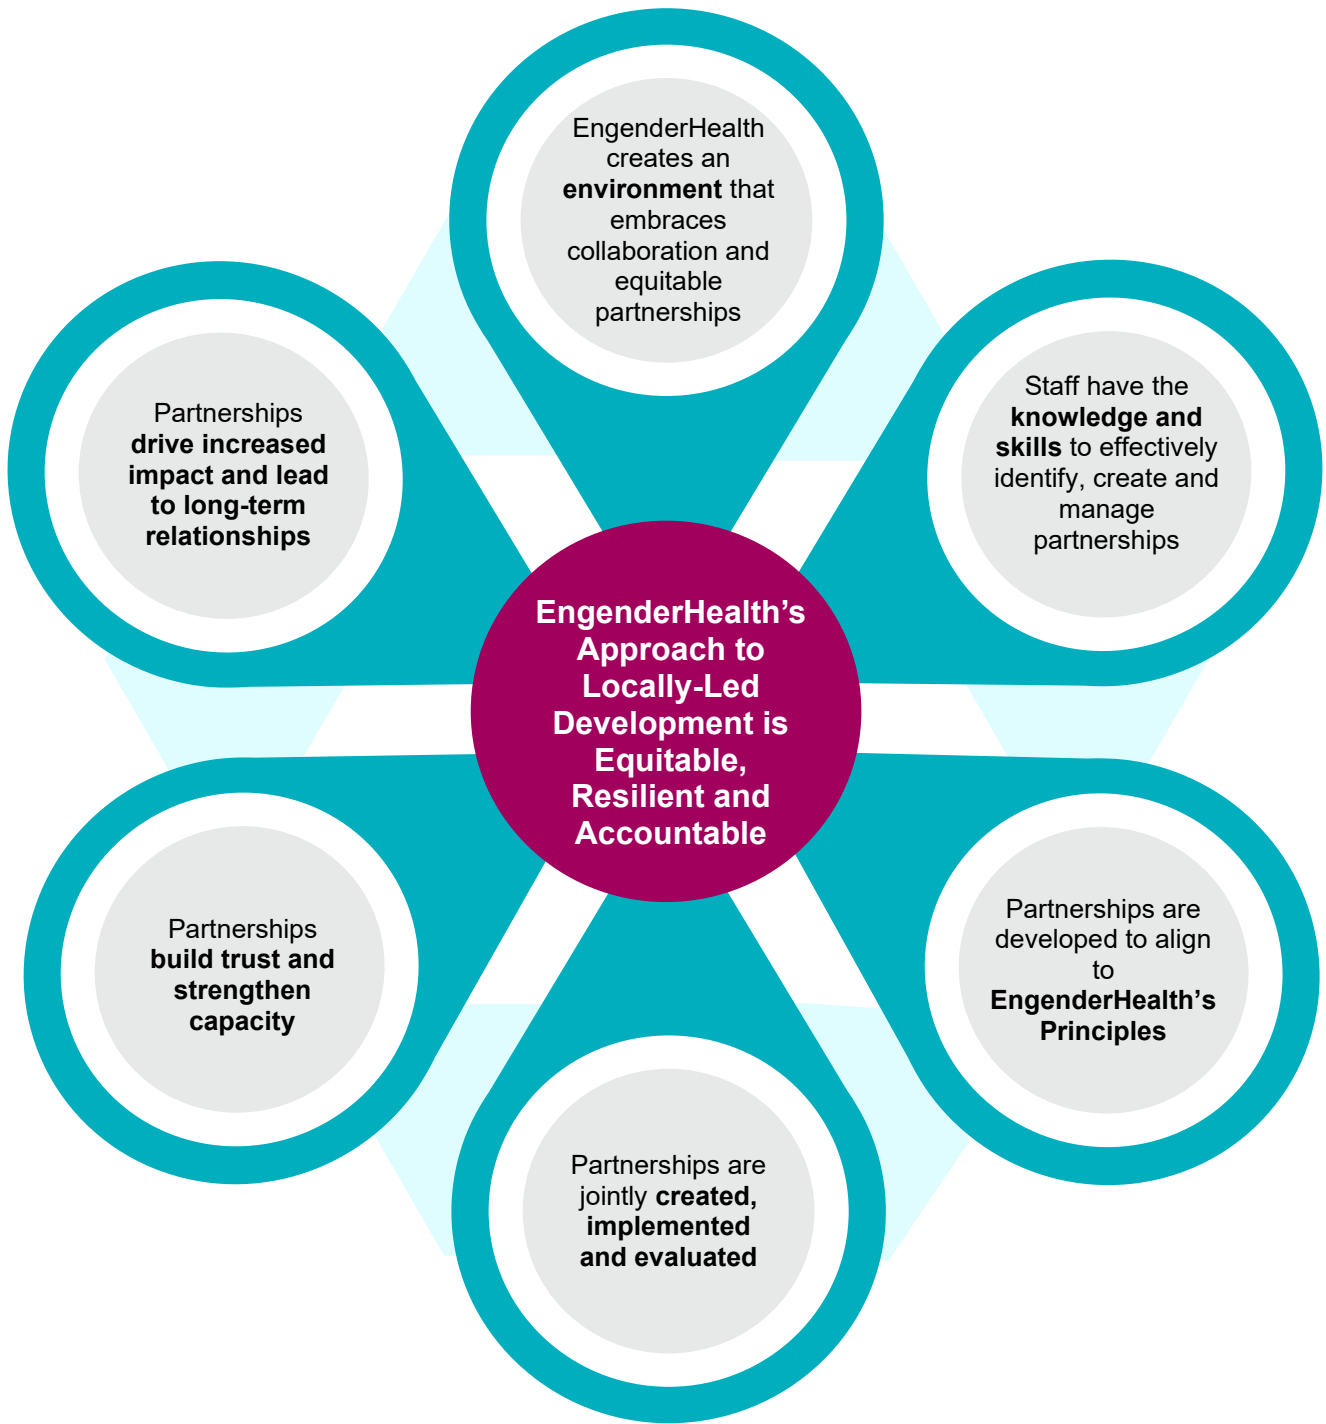 EngenderHealth
creates an
environment that
embraces
collaboration and
equitable
partnerships
Staff have the
knowledge and
skills to effectively
identify, create and
manage
partnerships
Partnerships are
developed to align
to
EngenderHealth’s
Principles
Partnerships are
jointly created,
implemented
and evaluated
Partnerships
build trust and
strengthen
capacity
Partnerships
drive increased
impact and lead
to long-term
relationships
EngenderHealth’s
Approach to
Locally-Led
Development is
Equitable,
Resilient and
Accountable